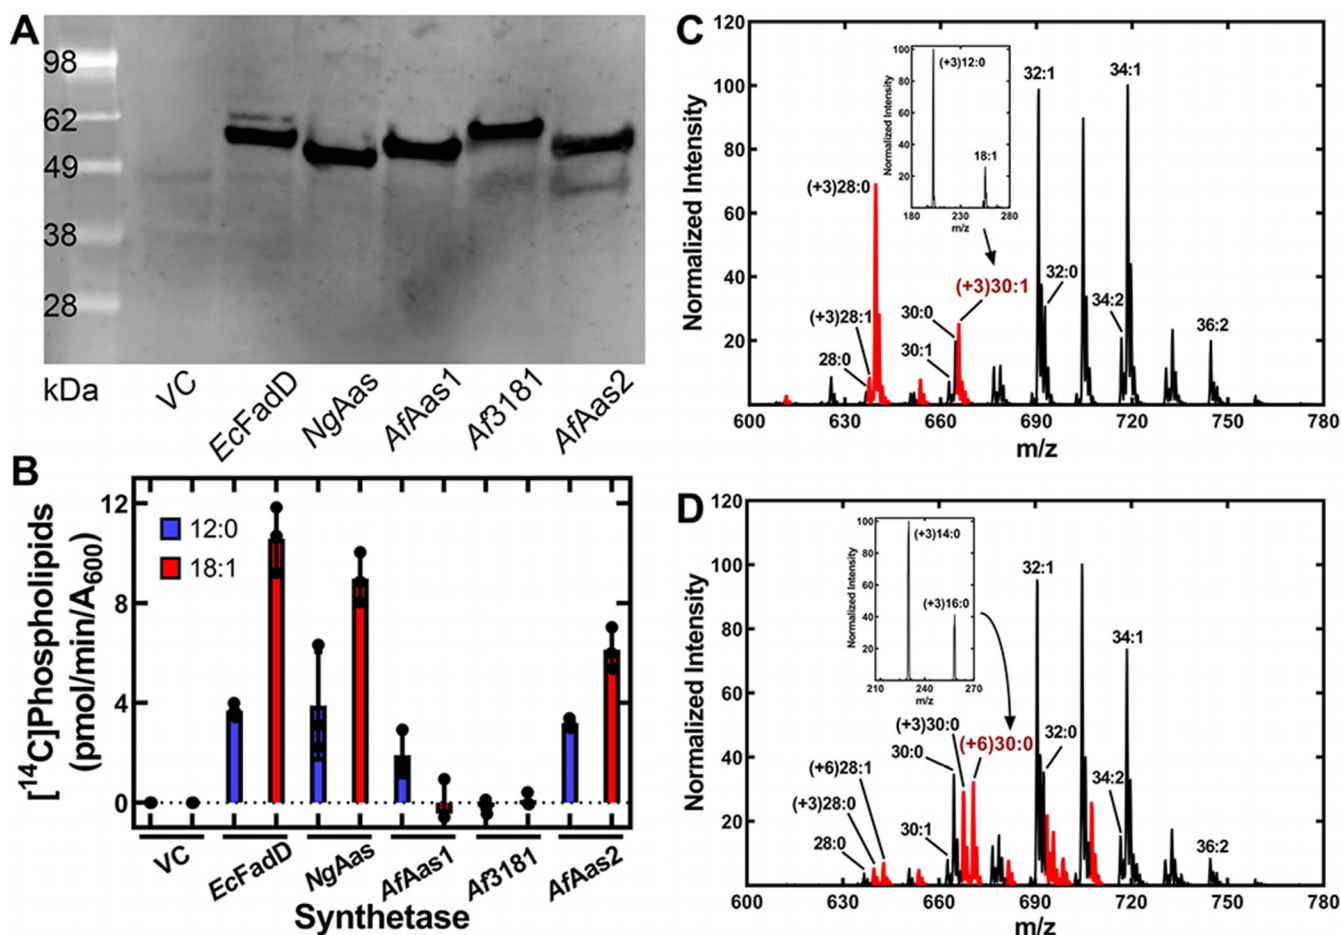 A
98
62
49
38
28
kDa
VC
EcFadD
NgAas
AfAas1
Af3181
AfAas2
B
[14C]Phospholipids
(pmol/min/A600)
12
8
4
0
12:0
18:1
VC
EcFadD
NgAas
AfAas1
Af3181
AfAas2
Synthetase
C
Normalized Intensity
120
100
80
60
40
20
600
630
660
690
720
750
780
m/z
(+3)28:0
(+3)28:1
28:0
30:0
30:1
(+3)30:1
32:1
32:0
34:1
34:2
36:2
Normalized Intensity
100
80
60
40
20
180
230
280
m/z
(+3)12:0
18:1
D
Normalized Intensity
120
100
80
60
40
20
0
600
630
660
690
720
750
780
m/z
(+6)28:1
(+3)28:0
28:0
30:1
30:0
(+3)30:0
(+6)30:0
32:1
32:0
34:1
34:2
36:2
Normalized Intensity
100
80
60
40
20
0
210
240
270
m/z
(+3)14:0
(+3)16:0